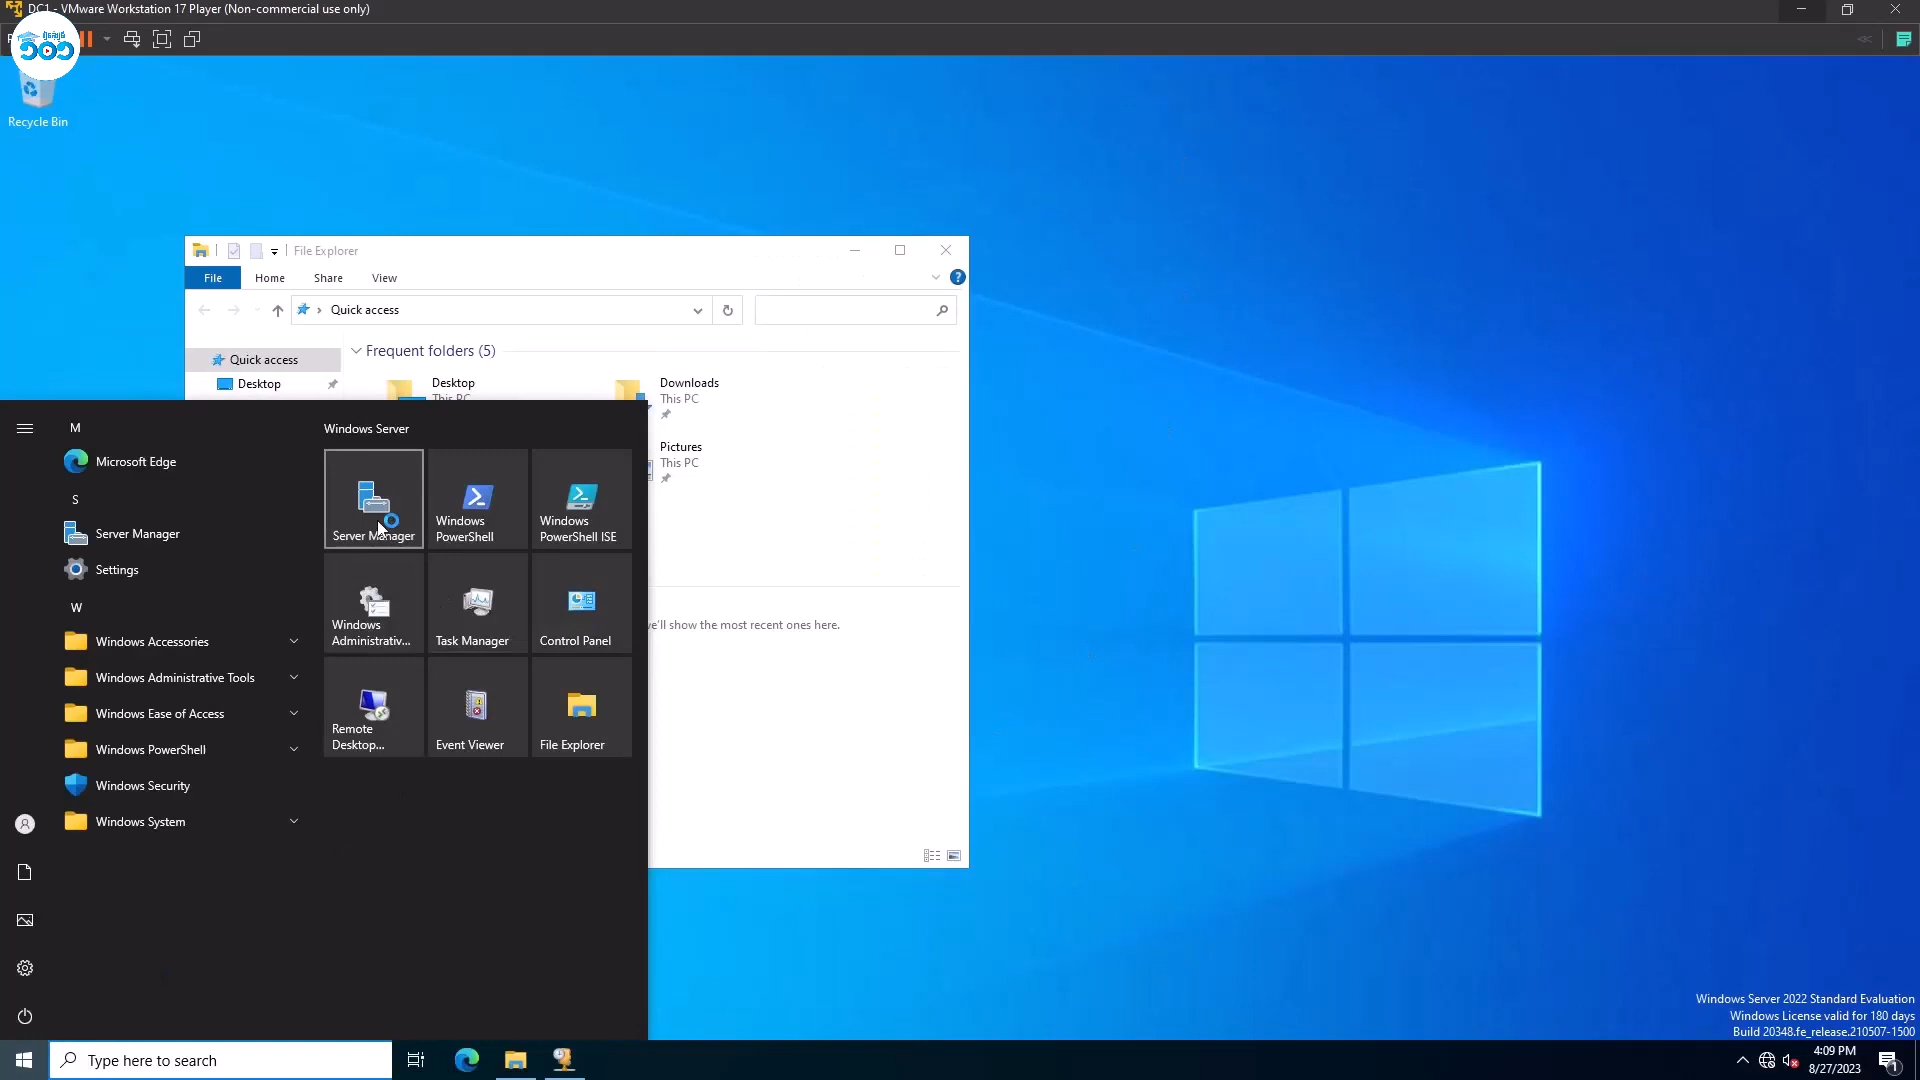 DC1 - VMware Workstation 17 Player (Non-commercial use only)
Recycle Bin
File Explorer
File
Home
Share
View
Quick access
Frequent folders (5)
Quick access
Desktop
Desktop
This PC
Downloads
This PC
Pictures
This PC
we'll show the most recent ones here.
M
Microsoft Edge
S
Server Manager
Settings
W
Windows Accessories
Windows Administrative Tools
Windows Ease of Access
Windows PowerShell
Windows Security
Windows System
Windows Server
Server Manager
Windows
PowerShell
Windows
PowerShell ISE
Windows
Administrativ...
Task Manager
Control Panel
Remote
Desktop...
Event Viewer
File Explorer
Windows Server 2022 Standard Evaluation
Windows License valid for 180 days
Build 20348.fe_release.210507-1500
Type here to search
4:09 PM
8/27/2023
1